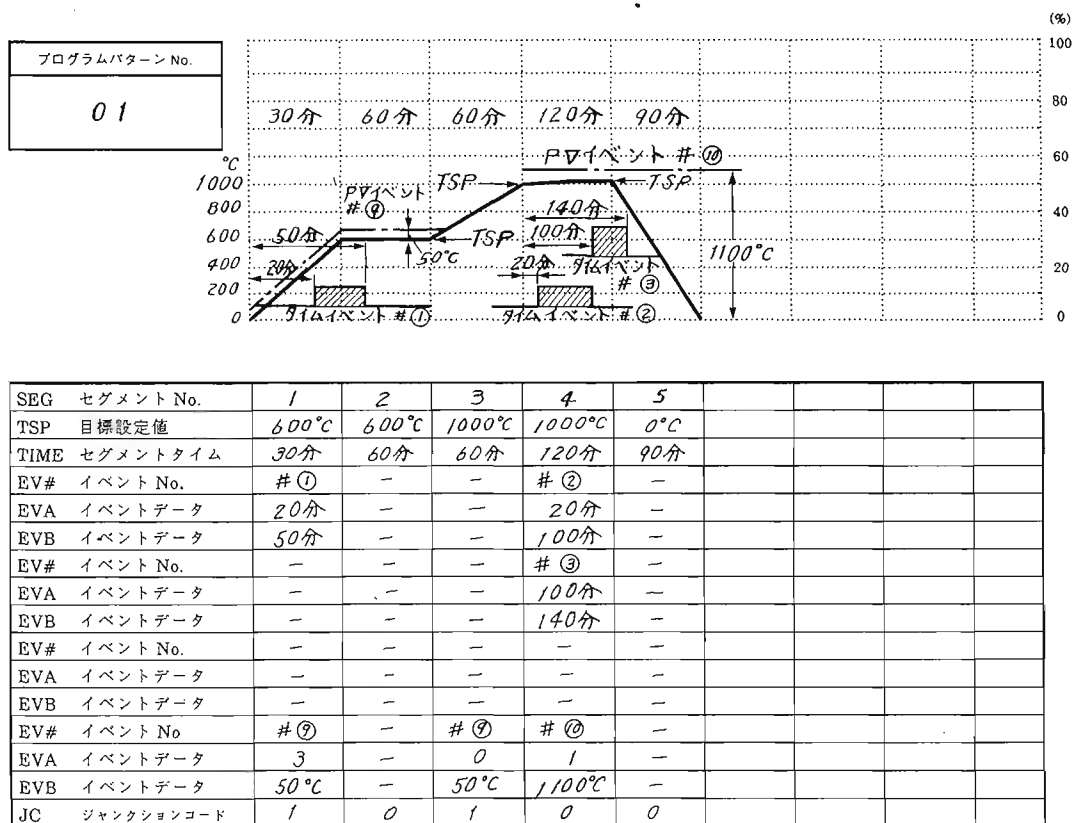 (%)
100
80
60
40
20
0
プログラムパターン No.
01
30分 60分 60分 120分 90分
PVイベント #⑩
°C
1000
800
600
400
200
0
PVイベント
#⑨
TSP
TSP
TSP
140分
100分
20分
50分
20分
50°C
1100°C
タイムイベント
#③
タイムイベント #①
タイムイベント #②
SEG セグメント No. 1 2 3 4 5
TSP 目標設定値 600°C 600°C 1000°C 1000°C 0°C
TIME セグメントタイム 30分 60分 60分 120分 90分
EV# イベント No. #① - - #② -
EVA イベントデータ 20分 - - 20分 -
EVB イベントデータ 50分 - - 100分 -
EV# イベント No. - - - #③ -
EVA イベントデータ - - - 100分 -
EVB イベントデータ - - - 140分 -
EV# イベント No. - - - - -
EVA イベントデータ - - - - -
EVB イベントデータ - - - - -
EV# イベント No #⑨ - #⑨ #⑩ -
EVA イベントデータ 3 - 0 1 -
EVB イベントデータ 50°C - 50°C 1100°C -
JC ジャンクションコード 1 0 1 0 0